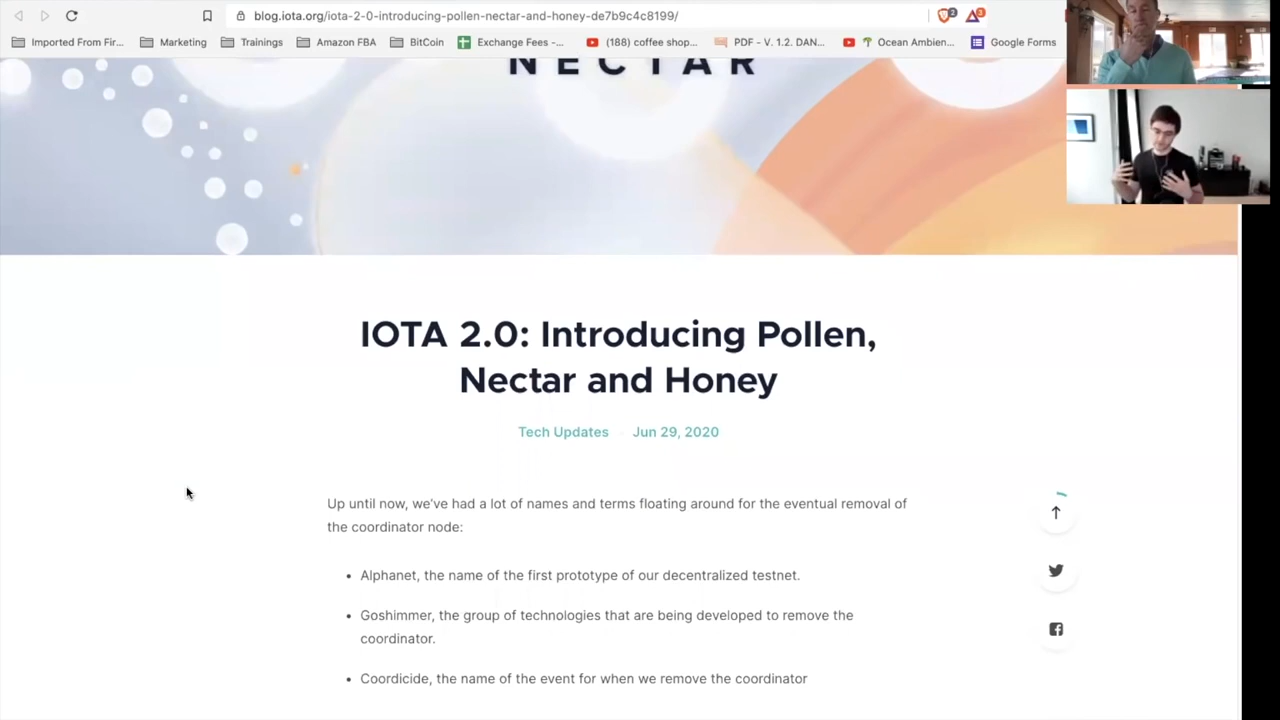 blog.iota.org/iota-2-0-introducing-pollen-nectar-and-honey-de7b9c4c8199/
2
3
Imported From Fir...
Marketing
Trainings
Amazon FBA
BitCoin
Exchange Fees -...
(188) coffee shop...
PDF - V. 1.2. DAN...
Ocean Ambien...
Google Forms
NECTAR
IOTA 2.0: Introducing Pollen,
Nectar and Honey
Tech Updates
Jun 29, 2020
Up until now, we've had a lot of names and terms floating around for the eventual removal of
the coordinator node:
• Alphanet, the name of the first prototype of our decentralized testnet.
• Goshimmer, the group of technologies that are being developed to remove the
coordinator.
• Coordicide, the name of the event for when we remove the coordinator